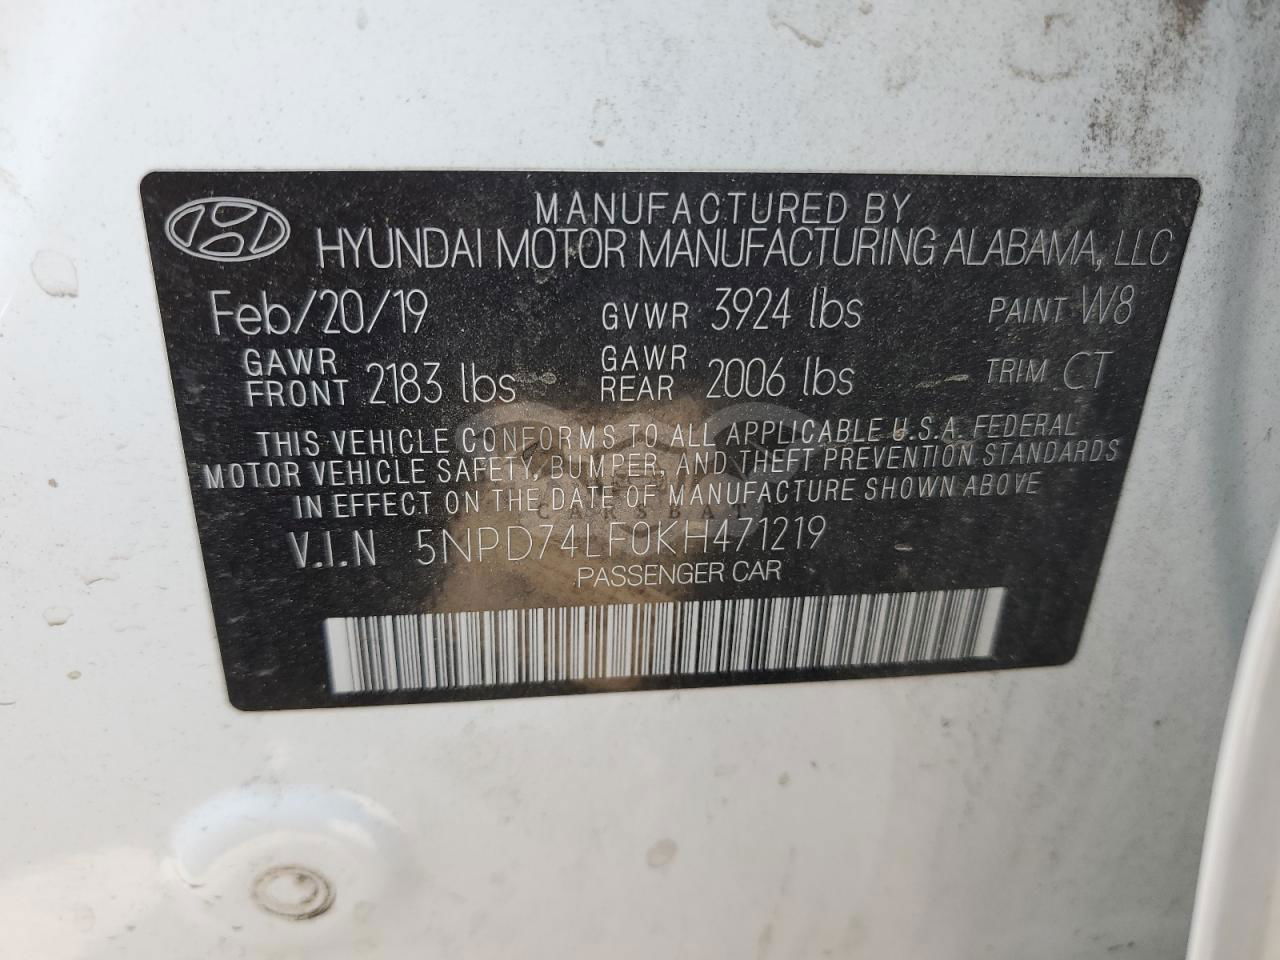 MANUFACTURED BY
HYUNDAI MOTOR MANUFACTURING ALABAMA, LLC
Feb/20/19 GVWR 3924 lbs PAINT W8
GAWR FRONT 2183 lbs GAWR REAR 2006 lbs TRIM CT
THIS VEHICLE CONFORMS TO ALL APPLICABLE U.S.A. FEDERAL
MOTOR VEHICLE SAFETY, BUMPER, AND THEFT PREVENTION STANDARDS
IN EFFECT ON THE DATE OF MANUFACTURE SHOWN ABOVE
CARSBAT
V.I.N 5NPD74LF0KH471219
PASSENGER CAR